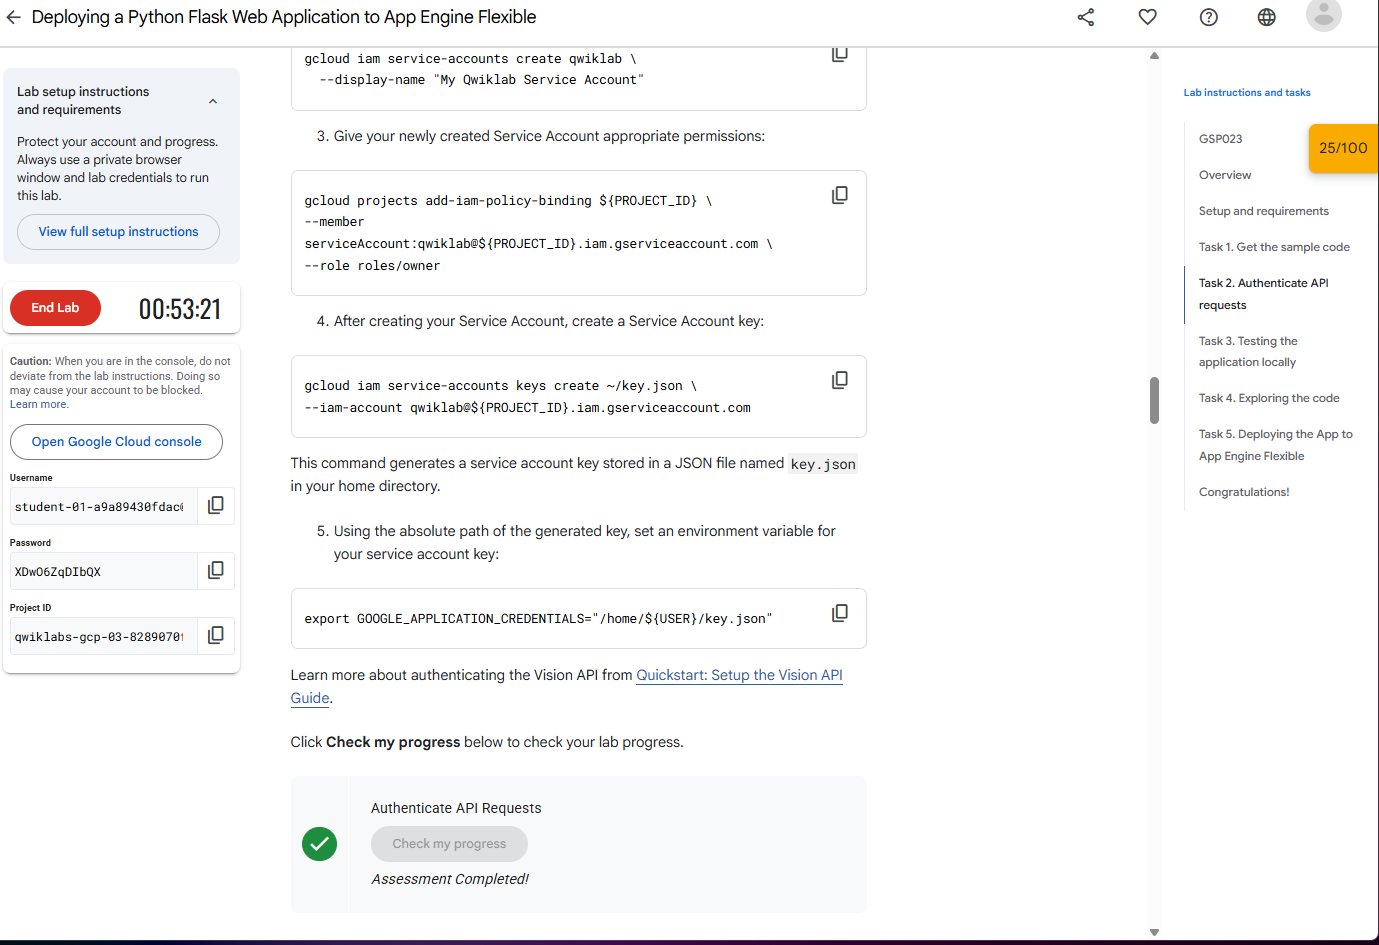 Deploying a Python Flask Web Application to App Engine Flexible
Lab setup instructions
and requirements
Protect your account and progress.
Always use a private browser
window and lab credentials to run
this lab.
View full setup instructions
End Lab
00:53:21
Caution: When you are in the console, do not
deviate from the lab instructions. Doing so
may cause your account to be blocked.
Learn more.
Open Google Cloud console
Username
student-01-a9a89430fdac
Password
XDwO6ZqDIbQX
Project ID
qwiklabs-gcp-03-8289070
gcloud iam service-accounts create qwiklab \
--display-name "My Qwiklab Service Account"
3. Give your newly created Service Account appropriate permissions:
gcloud projects add-iam-policy-binding ${PROJECT_ID} \
--member
serviceAccount:qwiklab@${PROJECT_ID}.iam.gserviceaccount.com \
--role roles/owner
4. After creating your Service Account, create a Service Account key:
gcloud iam service-accounts keys create ~/key.json \
--iam-account qwiklab@${PROJECT_ID}.iam.gserviceaccount.com
This command generates a service account key stored in a JSON file named key.json
in your home directory.
5. Using the absolute path of the generated key, set an environment variable for
your service account key:
export GOOGLE_APPLICATION_CREDENTIALS="/home/${USER}/key.json"
Learn more about authenticating the Vision API from Quickstart: Setup the Vision API
Guide.
Click Check my progress below to check your lab progress.
Authenticate API Requests
Check my progress
Assessment Completed!
Lab instructions and tasks
GSP023
25/100
Overview
Setup and requirements
Task 1. Get the sample code
Task 2. Authenticate API
requests
Task 3. Testing the
application locally
Task 4. Exploring the code
Task 5. Deploying the App to
App Engine Flexible
Congratulations!